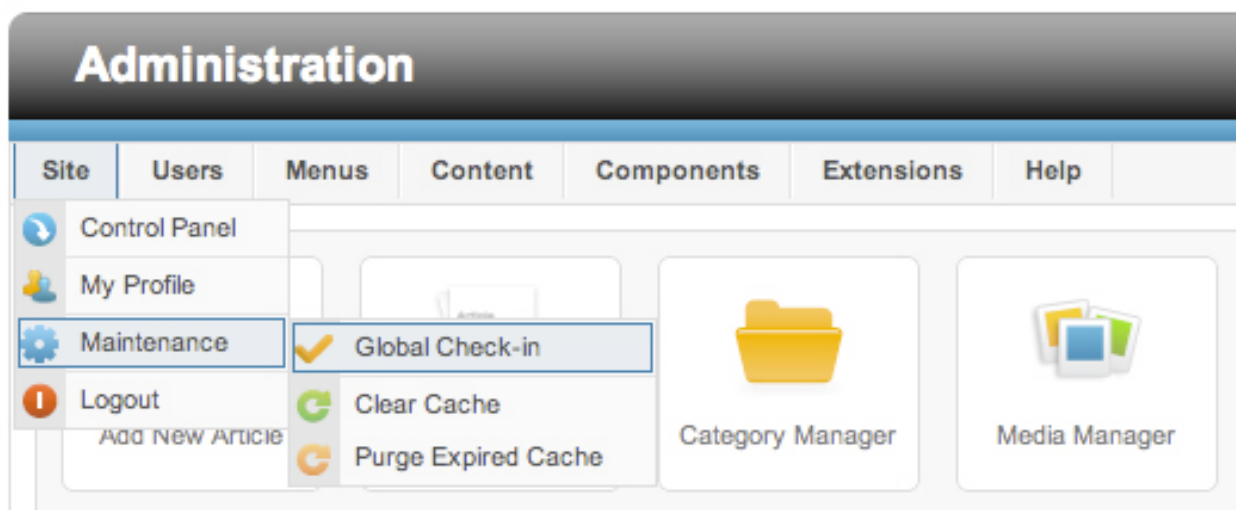 Administration
Site Users Menus Content Components Extensions Help
Control Panel
My Profile
Maintenance
Logout
Global Check-in
Clear Cache
Purge Expired Cache
Article
Add New Article
Category Manager
Media Manager